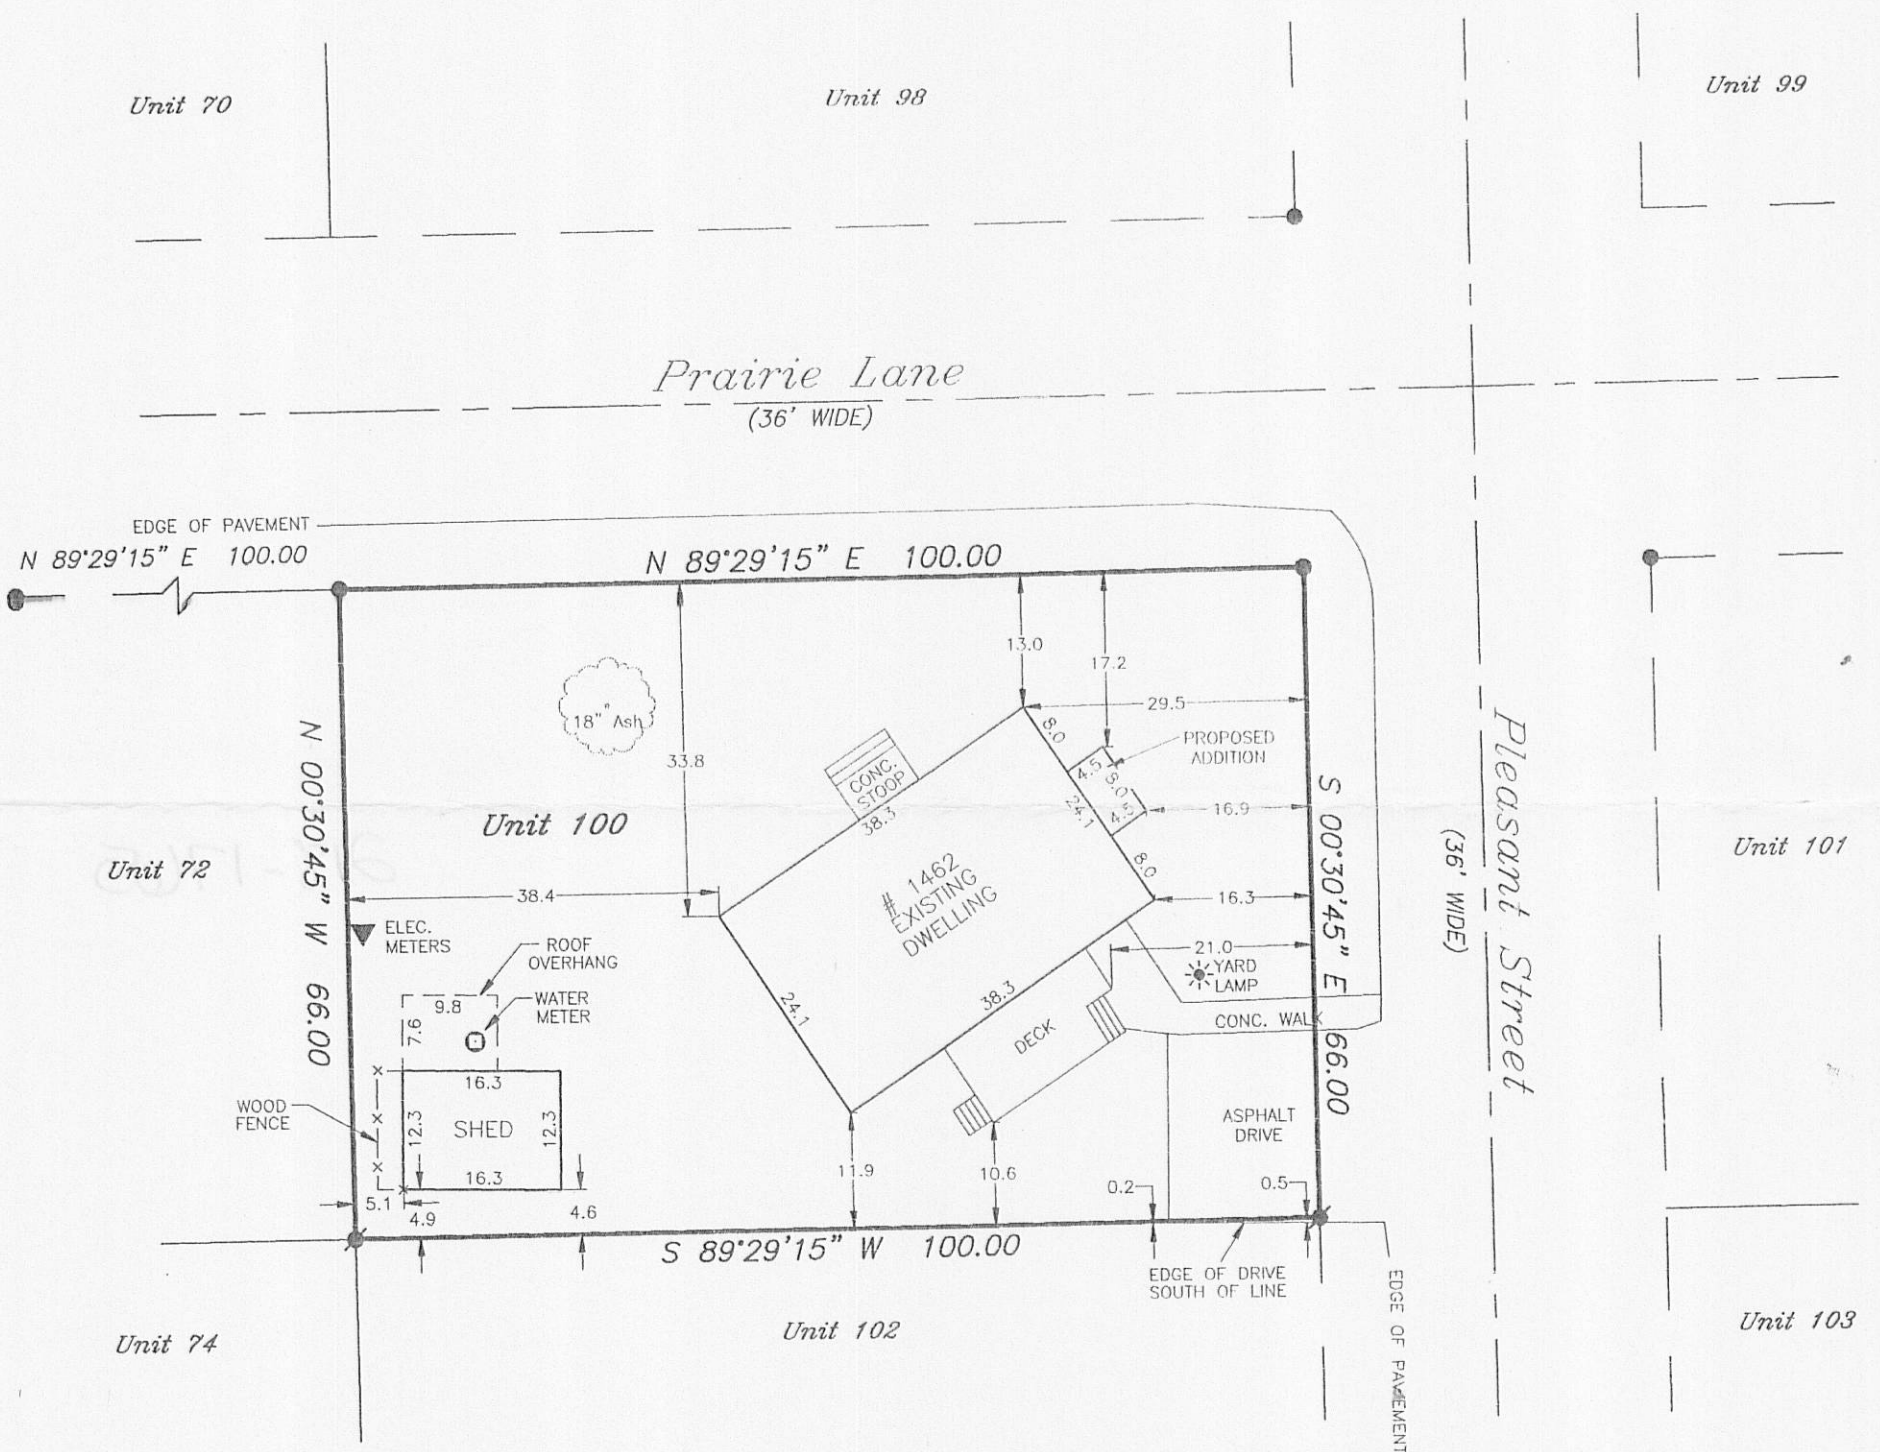 Unit 70
Unit 98
Unit 99
Prairie Lane
(36' WIDE)
EDGE OF PAVEMENT
N 89°29'15" E 100.00
N 89°29'15" E 100.00
13.0
17.2
29.5
18" Ash
33.8
PROPOSED
ADDITION
8.0
4.5
8.0
4.5
24.1
8.0
16.9
CONC.
STOOP
38.3
Unit 100
N 00°30'45" W 66.00
S 00°30'45" E 66.00
Pleasant Street
(36' WIDE)
Unit 72
Unit 101
# 1462
EXISTING
DWELLING
38.4
16.3
ELEC.
METERS
ROOF
OVERHANG
21.0
YARD
LAMP
9.8
7.6
WATER
METER
24.1
38.3
DECK
CONC. WALK
16.3
WOOD
FENCE
12.3
SHED
12.3
16.3
ASPHALT
DRIVE
11.9
10.6
0.2
0.5
5.1
4.9
4.6
S 89°29'15" W 100.00
EDGE OF DRIVE
SOUTH OF LINE
EDGE OF PAVEMENT
Unit 74
Unit 102
Unit 103